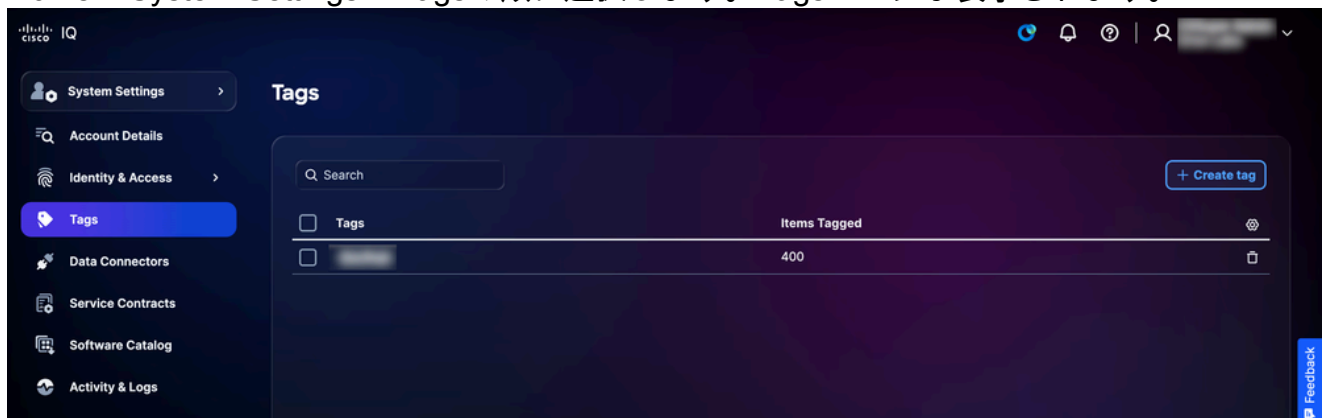 CISCO IQ
System Settings
Tags
Account Details
Identity & Access
Search
+ Create tag
Tags
Tags
Items Tagged
400
Data Connectors
Service Contracts
Software Catalog
Activity & Logs
Feedback